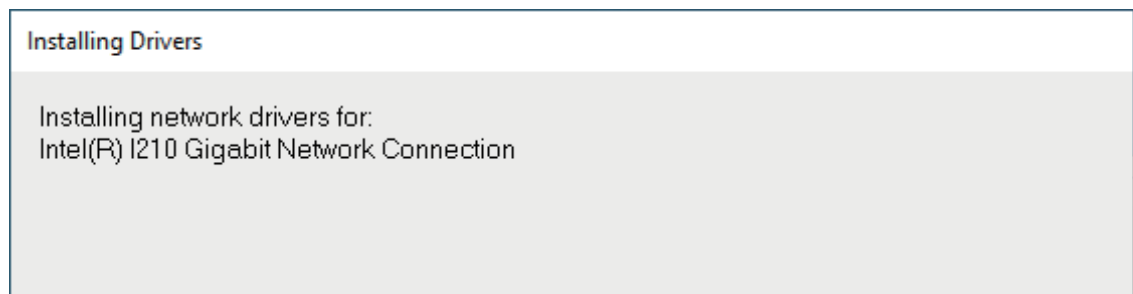 Installing Drivers
Installing network drivers for:
Intel(R) I210 Gigabit Network Connection